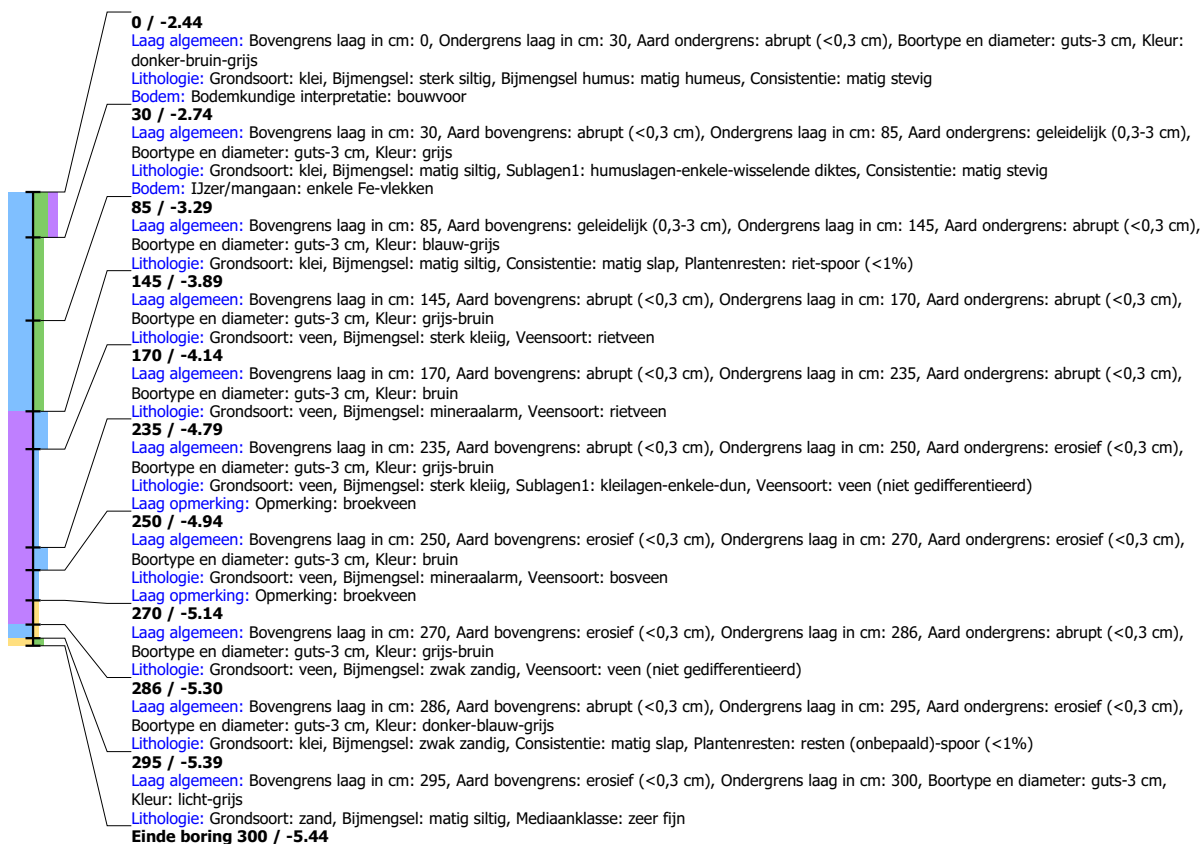 0 / -2.44
Laag algemeen: Bovengrens laag in cm: 0, Ondergrens laag in cm: 30, Aard ondergrens: abrupt (<0,3 cm), Boortype en diameter: guts-3 cm, Kleur:
donker-bruin-grijs
Lithologie: Grondsoort: klei, Bijmengsel: sterk siltig, Bijmengsel humus: matig humeus, Consistentie: matig stevig
Bodem: Bodemkundige interpretatie: bouwvoor
30 / -2.74
Laag algemeen: Bovengrens laag in cm: 30, Aard bovengrens: abrupt (<0,3 cm), Ondergrens laag in cm: 85, Aard ondergrens: geleidelijk (0,3-3 cm),
Boortype en diameter: guts-3 cm, Kleur: grijs
Lithologie: Grondsoort: klei, Bijmengsel: matig siltig, Sublagen1: humuslagen-enkele-wisselende diktes, Consistentie: matig stevig
Bodem: IJzer/mangaan: enkele Fe-vlekken
85 / -3.29
Laag algemeen: Bovengrens laag in cm: 85, Aard bovengrens: geleidelijk (0,3-3 cm), Ondergrens laag in cm: 145, Aard ondergrens: abrupt (<0,3 cm),
Boortype en diameter: guts-3 cm, Kleur: blauw-grijs
Lithologie: Grondsoort: klei, Bijmengsel: matig siltig, Consistentie: matig slap, Plantenresten: riet-spoor (<1%)
145 / -3.89
Laag algemeen: Bovengrens laag in cm: 145, Aard bovengrens: abrupt (<0,3 cm), Ondergrens laag in cm: 170, Aard ondergrens: abrupt (<0,3 cm),
Boortype en diameter: guts-3 cm, Kleur: grijs-bruin
Lithologie: Grondsoort: veen, Bijmengsel: sterk kleiig, Veensoort: rietveen
170 / -4.14
Laag algemeen: Bovengrens laag in cm: 170, Aard bovengrens: abrupt (<0,3 cm), Ondergrens laag in cm: 235, Aard ondergrens: abrupt (<0,3 cm),
Boortype en diameter: guts-3 cm, Kleur: bruin
Lithologie: Grondsoort: veen, Bijmengsel: mineraalarm, Veensoort: rietveen
235 / -4.79
Laag algemeen: Bovengrens laag in cm: 235, Aard bovengrens: abrupt (<0,3 cm), Ondergrens laag in cm: 250, Aard ondergrens: erosief (<0,3 cm),
Boortype en diameter: guts-3 cm, Kleur: grijs-bruin
Lithologie: Grondsoort: veen, Bijmengsel: sterk kleiig, Sublagen1: kleilagen-enkele-dun, Veensoort: veen (niet gedifferentieerd)
Laag opmerking: Opmerking: broekveen
250 / -4.94
Laag algemeen: Bovengrens laag in cm: 250, Aard bovengrens: erosief (<0,3 cm), Ondergrens laag in cm: 270, Aard ondergrens: erosief (<0,3 cm),
Boortype en diameter: guts-3 cm, Kleur: bruin
Lithologie: Grondsoort: veen, Bijmengsel: mineraalarm, Veensoort: bosveen
Laag opmerking: Opmerking: broekveen
270 / -5.14
Laag algemeen: Bovengrens laag in cm: 270, Aard bovengrens: erosief (<0,3 cm), Ondergrens laag in cm: 286, Aard ondergrens: abrupt (<0,3 cm),
Boortype en diameter: guts-3 cm, Kleur: grijs-bruin
Lithologie: Grondsoort: veen, Bijmengsel: zwak zandig, Veensoort: veen (niet gedifferentieerd)
286 / -5.30
Laag algemeen: Bovengrens laag in cm: 286, Aard bovengrens: abrupt (<0,3 cm), Ondergrens laag in cm: 295, Aard ondergrens: erosief (<0,3 cm),
Boortype en diameter: guts-3 cm, Kleur: donker-blauw-grijs
Lithologie: Grondsoort: klei, Bijmengsel: zwak zandig, Consistentie: matig slap, Plantenresten: resten (onbepaald)-spoor (<1%)
295 / -5.39
Laag algemeen: Bovengrens laag in cm: 295, Aard bovengrens: erosief (<0,3 cm), Ondergrens laag in cm: 300, Boortype en diameter: guts-3 cm,
Kleur: licht-grijs
Lithologie: Grondsoort: zand, Bijmengsel: matig siltig, Mediaanklasse: zeer fijn
Einde boring 300 / -5.44